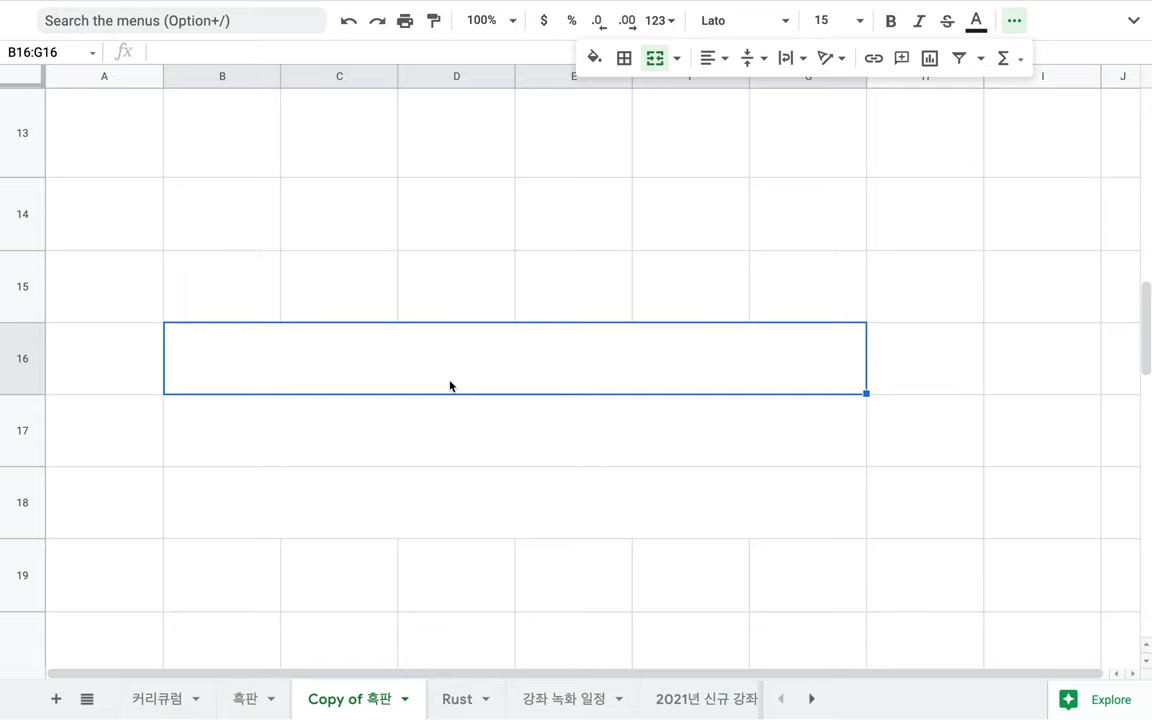 Search the menus (Option+/)
100%
$
%
.0
.00
123
Lato
15
B
I
S
A
B16:G16
fx
A B C D E F G H I J
13
14
15
16
17
18
19
커리큐럼
흑판
Copy of 흑판
Rust
강좌 녹화 일정
2021년 신규 강좌
Explore